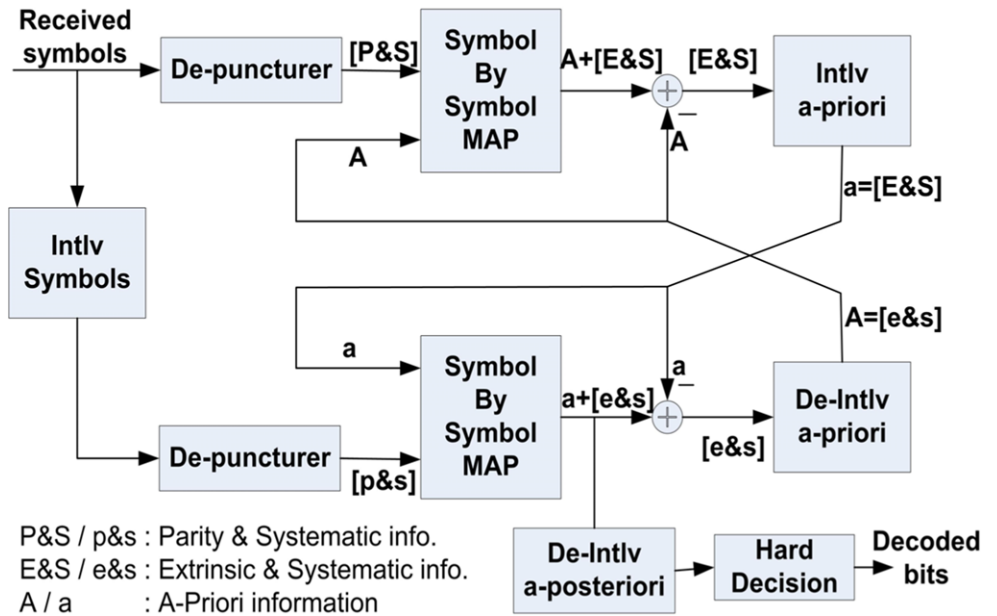 Received
symbols
De-puncturer
[P&S]
Symbol
By
Symbol
MAP
A+[E&S]
+
[E&S]
Intlv
a-priori
A
A
−
a=[E&S]
Intlv
Symbols
a
Symbol
By
Symbol
MAP
a+[e&s]
a
−
+
[e&s]
A=[e&s]
De-Intlv
a-priori
De-puncturer
[p&s]
P&S / p&s : Parity & Systematic info.
E&S / e&s : Extrinsic & Systematic info.
A / a : A-Priori information
De-Intlv
a-posteriori
Hard
Decision
Decoded
bits